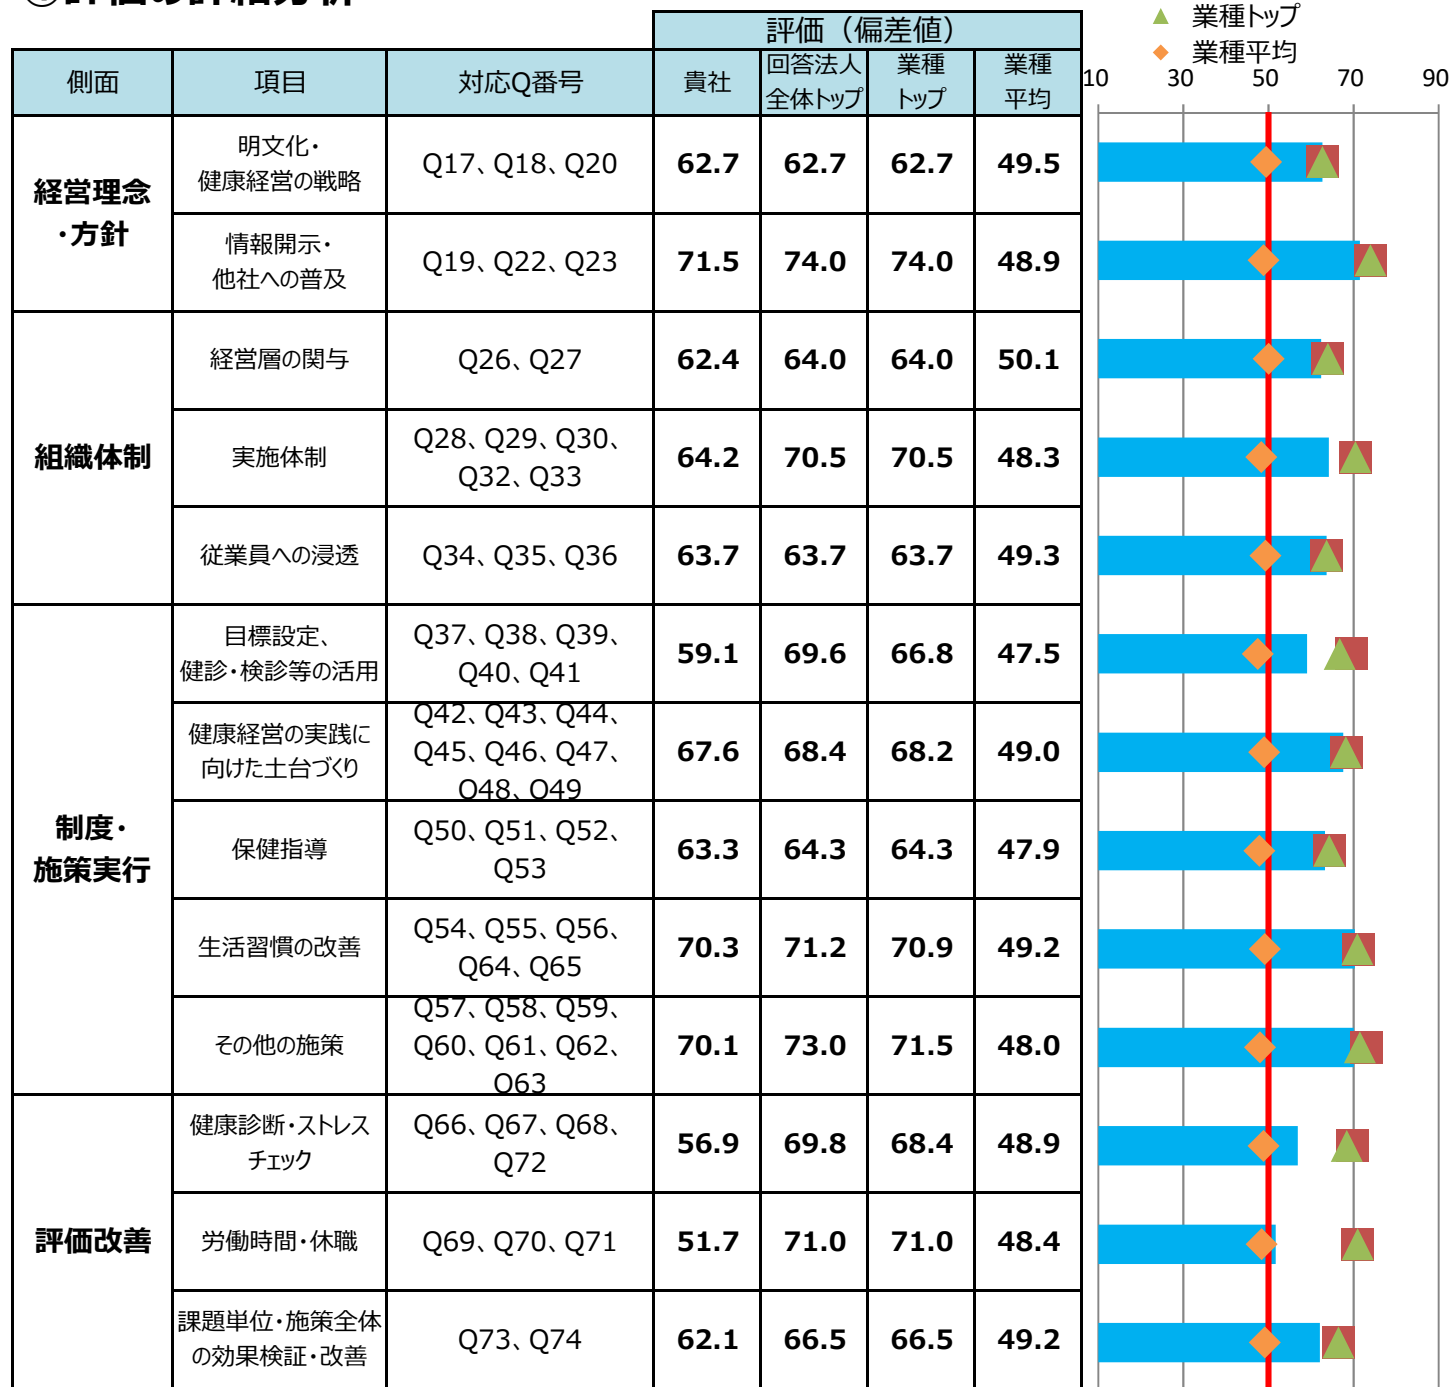 評価（偏差値）
▲ 業種トップ
◆ 業種平均
側面 項目 対応Q番号 貴社 回答法人 業種 業種
全体トップ トップ 平均
10 30 50 70 90
経営理念
・方針
明文化・
健康経営の戦略
Q17、Q18、Q20 62.7 62.7 62.7 49.5
情報開示・
他社への普及
Q19、Q22、Q23 71.5 74.0 74.0 48.9
組織体制
経営層の関与 Q26、Q27 62.4 64.0 64.0 50.1
実施体制
Q28、Q29、Q30、
Q32、Q33
64.2 70.5 70.5 48.3
従業員への浸透 Q34、Q35、Q36 63.7 63.7 63.7 49.3
制度・
施策実行
目標設定、
健診・検診等の活用
Q37、Q38、Q39、
Q40、Q41
59.1 69.6 66.8 47.5
健康経営の実践に
向けた土台づくり
Q42、Q43、Q44、
Q45、Q46、Q47、
Q48、Q49
67.6 68.4 68.2 49.0
保健指導
Q50、Q51、Q52、
Q53
63.3 64.3 64.3 47.9
生活習慣の改善
Q54、Q55、Q56、
Q64、Q65
70.3 71.2 70.9 49.2
その他の施策
Q57、Q58、Q59、
Q60、Q61、Q62、
Q63
70.1 73.0 71.5 48.0
評価改善
健康診断・ストレス
チェック
Q66、Q67、Q68、
Q72
56.9 69.8 68.4 48.9
労働時間・休職 Q69、Q70、Q71 51.7 71.0 71.0 48.4
課題単位・施策全体
の効果検証・改善
Q73、Q74 62.1 66.5 66.5 49.2